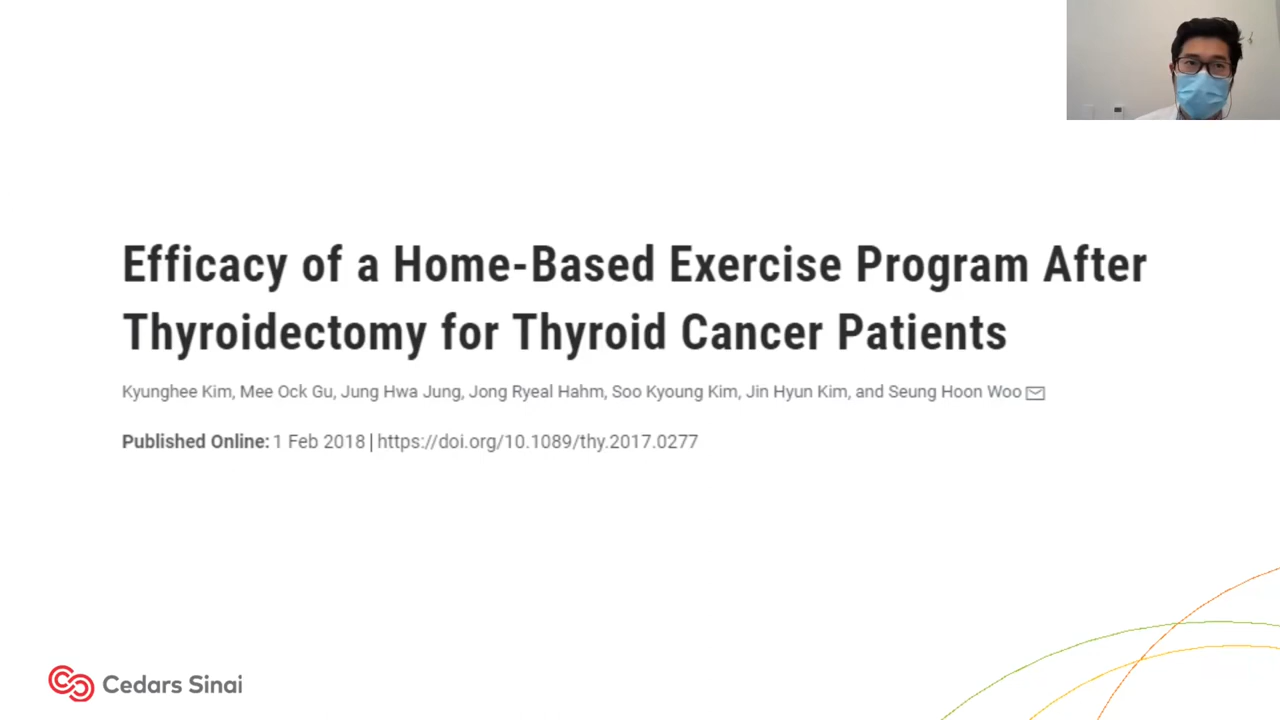 Efficacy of a Home-Based Exercise Program After
Thyroidectomy for Thyroid Cancer Patients
Kyunghee Kim, Mee Ock Gu, Jung Hwa Jung, Jong Ryeal Hahm, Soo Kyoung Kim, Jin Hyun Kim, and Seung Hoon Woo
Published Online: 1 Feb 2018 | https://doi.org/10.1089/thy.2017.0277
Cedars Sinai